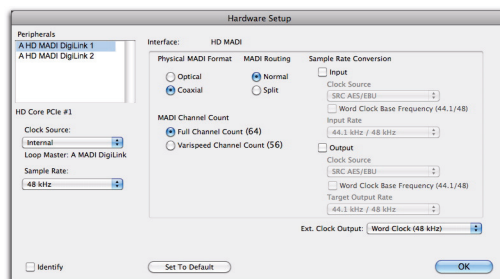 Hardware Setup
Peripherals
A HD MADI DigiLink 1
A HD MADI DigiLink 2
HD Core PCIe #1
Clock Source:
Internal
Loop Master: A MADI DigiLink
Sample Rate:
48 kHz
Identify
Interface: HD MADI
Physical MADI Format
Optical
Coaxial
MADI Routing
Normal
Split
MADI Channel Count
Full Channel Count (64)
Varispeed Channel Count (56)
Sample Rate Conversion
Input
Clock Source
SRC AES/EBU
Word Clock Base Frequency (44.1/48)
Input Rate
44.1 kHz / 48 kHz
Output
Clock Source
SRC AES/EBU
Word Clock Base Frequency (44.1/48)
Target Output Rate
44.1 kHz / 48 kHz
Ext. Clock Output: Word Clock (48 kHz)
Set To Default
OK